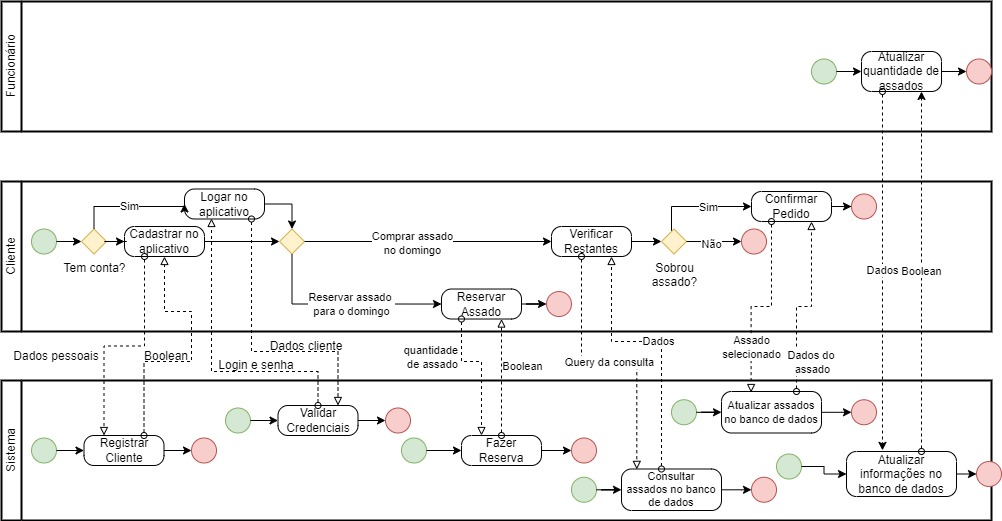 Funcionário
Atualizar
quantidade de
assados
Cliente
Tem conta?
Sim
Logar no
aplicativo
Cadastrar no
aplicativo
Comprar assado
no domingo
Reservar assado
para o domingo
Reservar
Assado
Verificar
Restantes
Sobrou
assado?
Sim
Não
Confirmar
Pedido
Dados
Boolean
Dados pessoais
Boolean
Login e senha
Dados cliente
quantidade
de assado
Boolean
Query da consulta
Dados
Assado
selecionado
Dados do
assado
Sistema
Registrar
Cliente
Validar
Credenciais
Fazer
Reserva
Consultar
assados no banco
de dados
Atualizar assados
no banco de dados
Atualizar
informações no
banco de dados